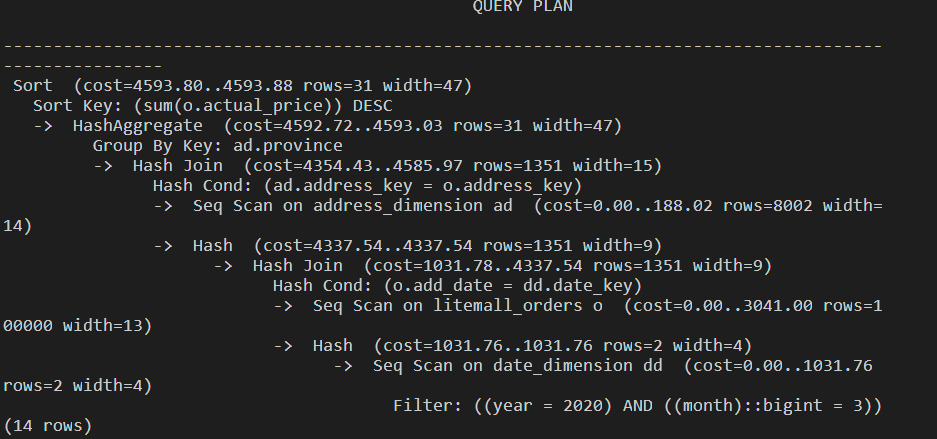 QUERY PLAN
----------------------------------------------------------------------------------------
----------------
Sort (cost=4593.80..4593.88 rows=31 width=47)
Sort Key: (sum(o.actual_price)) DESC
-> HashAggregate (cost=4592.72..4593.03 rows=31 width=47)
Group By Key: ad.province
-> Hash Join (cost=4354.43..4585.97 rows=1351 width=15)
Hash Cond: (ad.address_key = o.address_key)
-> Seq Scan on address_dimension ad (cost=0.00..188.02 rows=8002 width=
14)
-> Hash (cost=4337.54..4337.54 rows=1351 width=9)
-> Hash Join (cost=1031.78..4337.54 rows=1351 width=9)
Hash Cond: (o.add_date = dd.date_key)
-> Seq Scan on litemall_orders o (cost=0.00..3041.00 rows=1
00000 width=13)
-> Hash (cost=1031.76..1031.76 rows=2 width=4)
-> Seq Scan on date_dimension dd (cost=0.00..1031.76
rows=2 width=4)
Filter: ((year = 2020) AND ((month)::bigint = 3))
(14 rows)